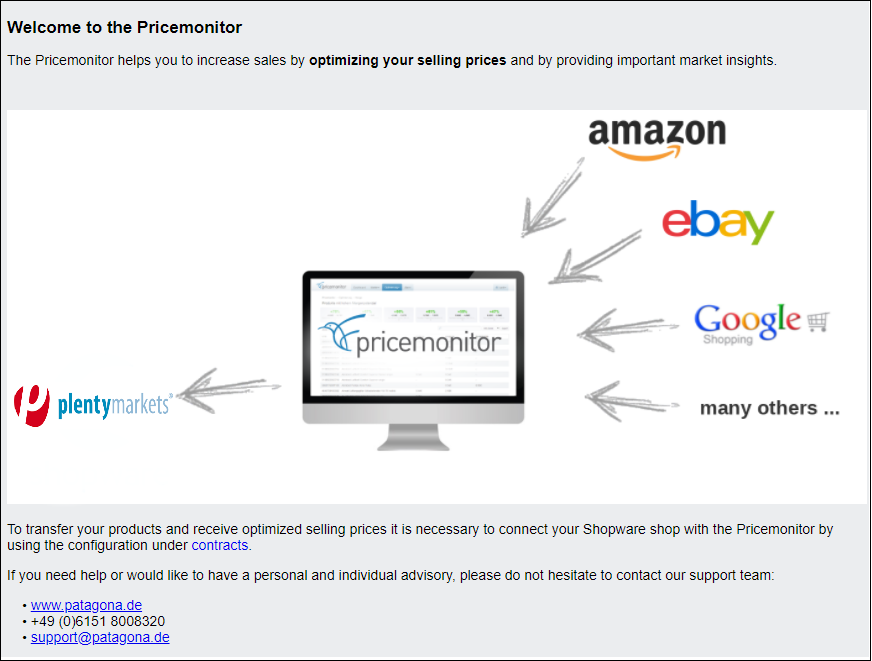 Welcome to the Pricemonitor
The Pricemonitor helps you to increase sales by optimizing your selling prices and by providing important market insights.
amazon
ebay
Google
Shopping
pricemonitor
pricemonitor
plentymarkets
many others ...
To transfer your products and receive optimized selling prices it is necessary to connect your Shopware shop with the Pricemonitor by
using the configuration under contracts.
If you need help or would like to have a personal and individual advisory, please do not hesitate to contact our support team:
• www.patagona.de
• +49 (0)6151 8008320
• support@patagona.de